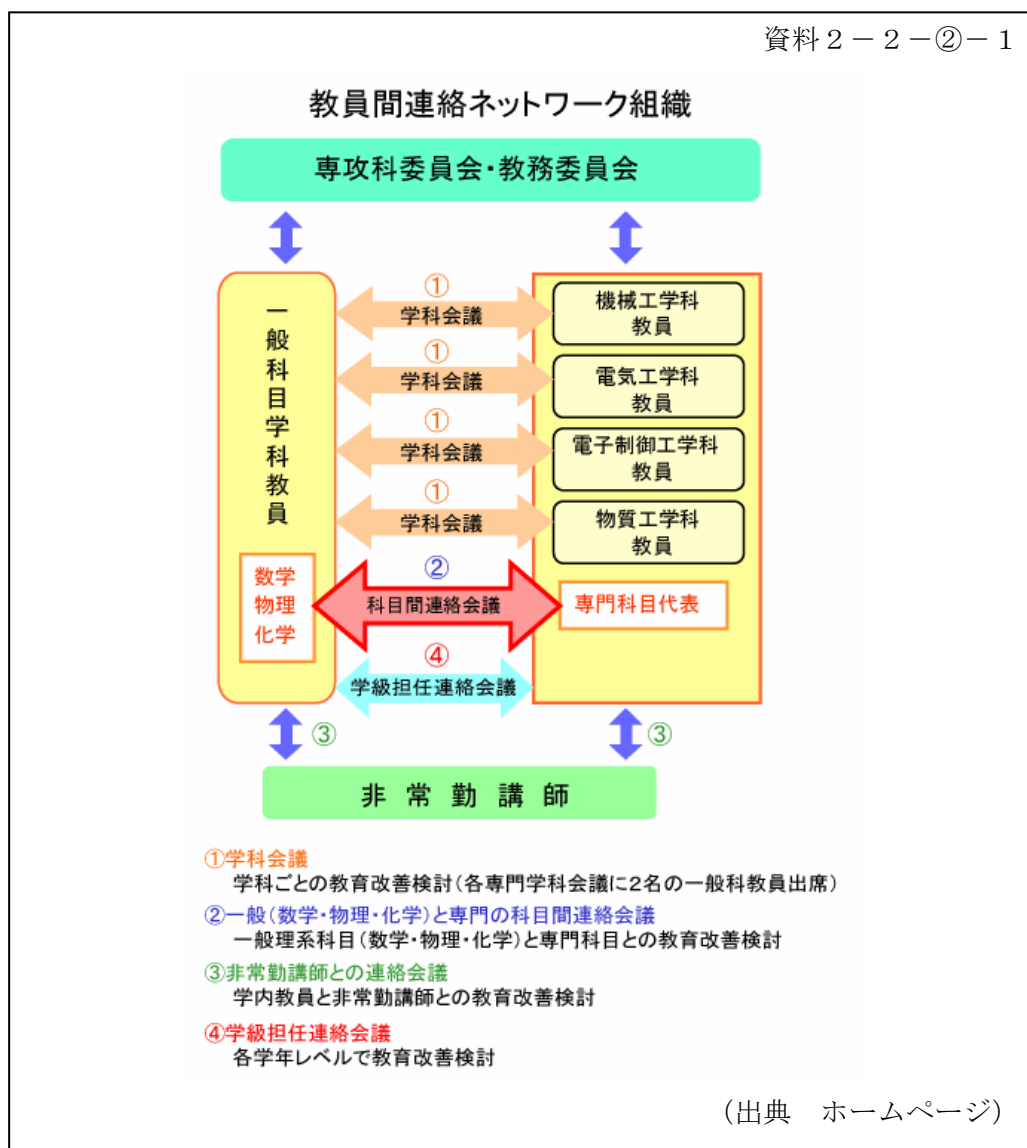 資料2-2-②-1
教員間連絡ネットワーク組織
専攻科委員会・教務委員会
一般科目学科教員
①
学科会議
機械工学科
教員
①
学科会議
電気工学科
教員
①
学科会議
電子制御工学科
教員
①
学科会議
物質工学科
教員
数学
物理
化学
②
科目間連絡会議
専門科目代表
④
学級担任連絡会議
③
③
非常勤講師
①学科会議
学科ごとの教育改善検討(各専門学科会議に2名の一般科教員出席)
②一般(数学・物理・化学)と専門の科目間連絡会議
一般理系科目(数学・物理・化学)と専門科目との教育改善検討
③非常勤講師との連絡会議
学内教員と非常勤講師との教育改善検討
④学級担任連絡会議
各学年レベルで教育改善検討
(出典 ホームページ)